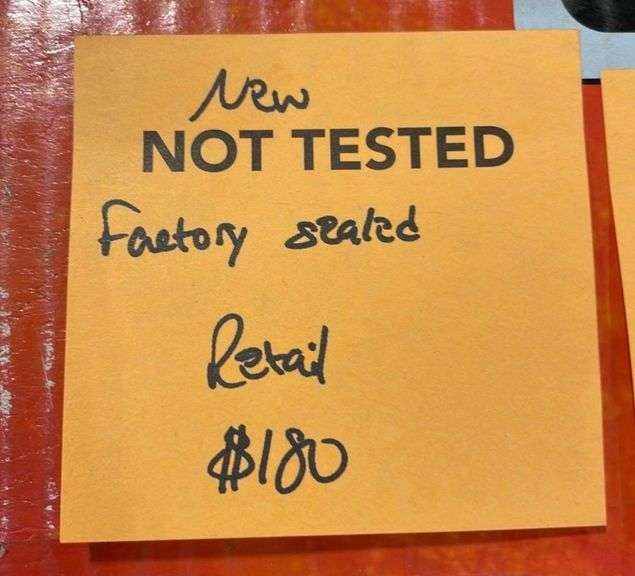 New
NOT TESTED
Factory sealed
Retail
$180